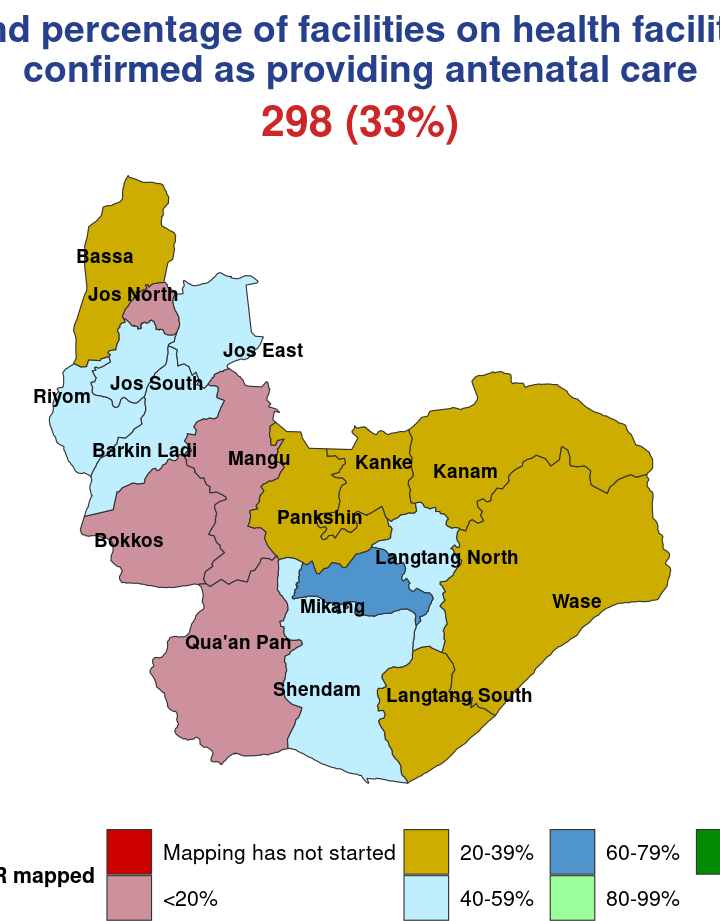 percentage of facilities on health
confirmed as providing antenatal care
298 (33%)
Bassa
Jos North
Jos East
Jos South
Riyom
Barkin Ladi
Mangu
Kanke
Kanam
Pankshin
Bokkos
Langtang North
Mikang
Wase
Qua'an Pan
Shendam
Langtang South
Mapping has not started 20-39% 60-79%
mapped
<20% 40-59% 80-99%